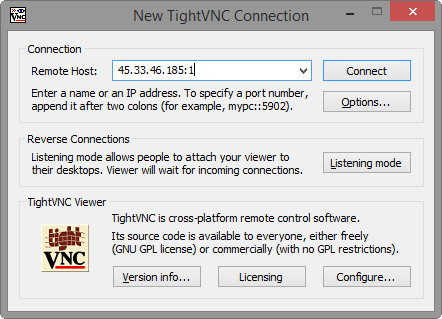 New TightVNC Connection
Connection
Remote Host: 45.33.46.185:1 Connect
Enter a name or an IP address. To specify a port number,
append it after two colons (for example, mypc::5902). Options...
Reverse Connections
Listening mode allows people to attach your viewer to
their desktops. Viewer will wait for incoming connections. Listening mode
TightVNC Viewer
TightVNC is cross-platform remote control software.
Its source code is available to everyone, either freely
(GNU GPL license) or commercially (with no GPL restrictions).
tight
VNC
Version info... Licensing Configure...